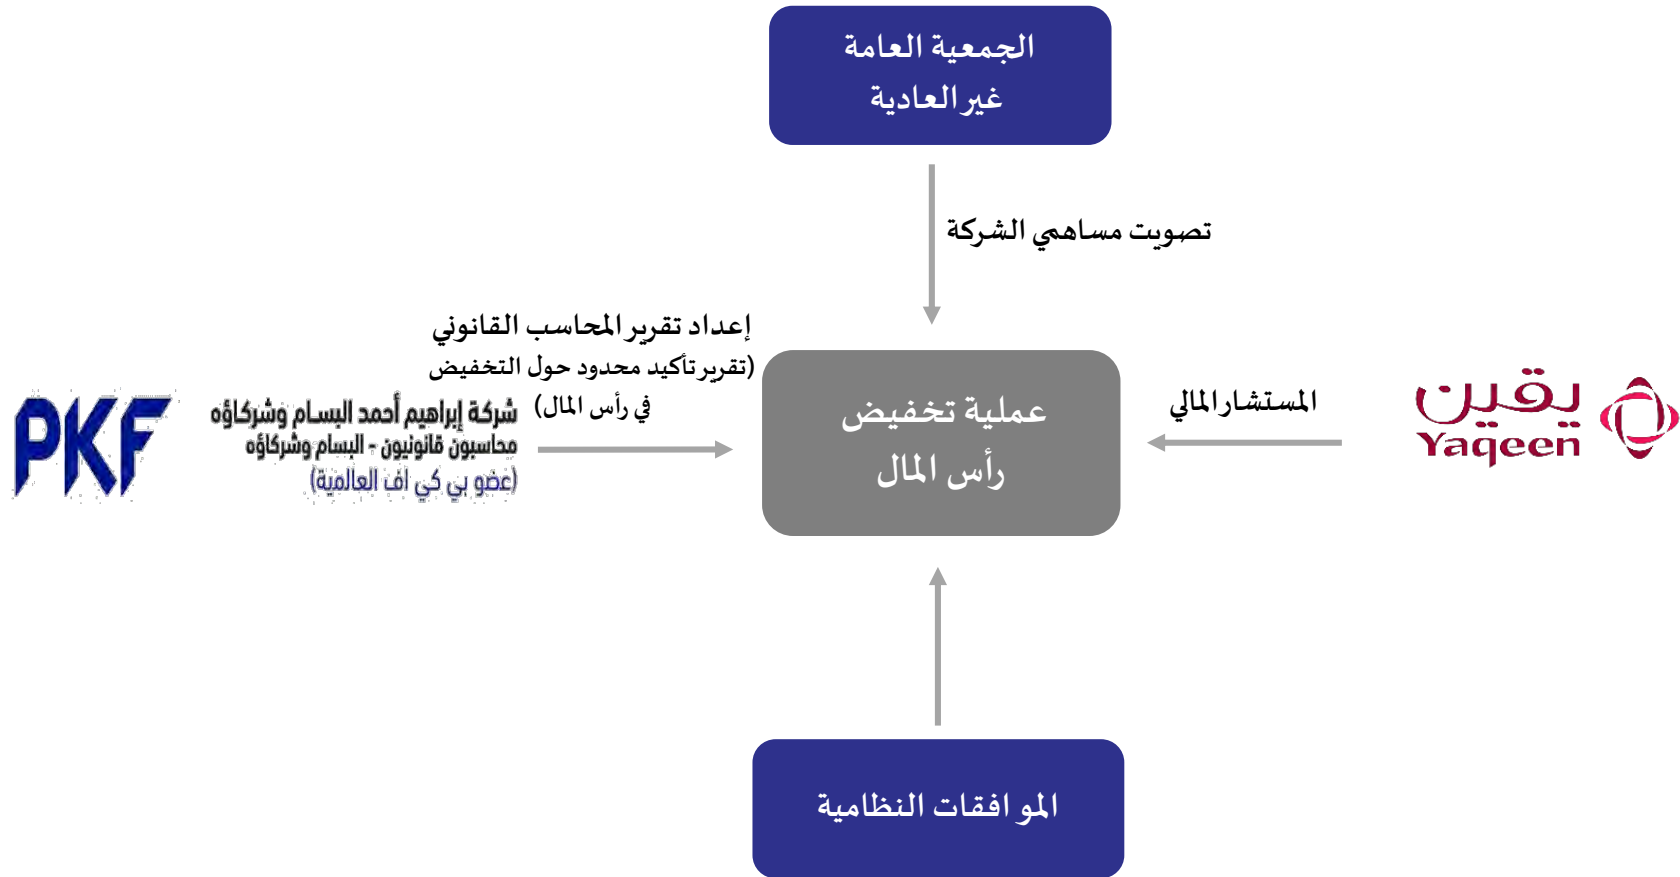 الجمعية العامة
غير العادية
تصويت مساهمي الشركة
إعداد تقرير المحاسب القانوني
(تقرير تأكيد محدود حول التخفيض
في رأس المال)
عملية تخفيض
رأس المال
المستشار المالي
يقين
Yaqeen
PKF
شركة إبراهيم أحمد البسام وشركاؤه
محاسبون قانونيون - البسام وشركاؤه
(عضو بي كي اف العالمية)
الموافقات النظامية